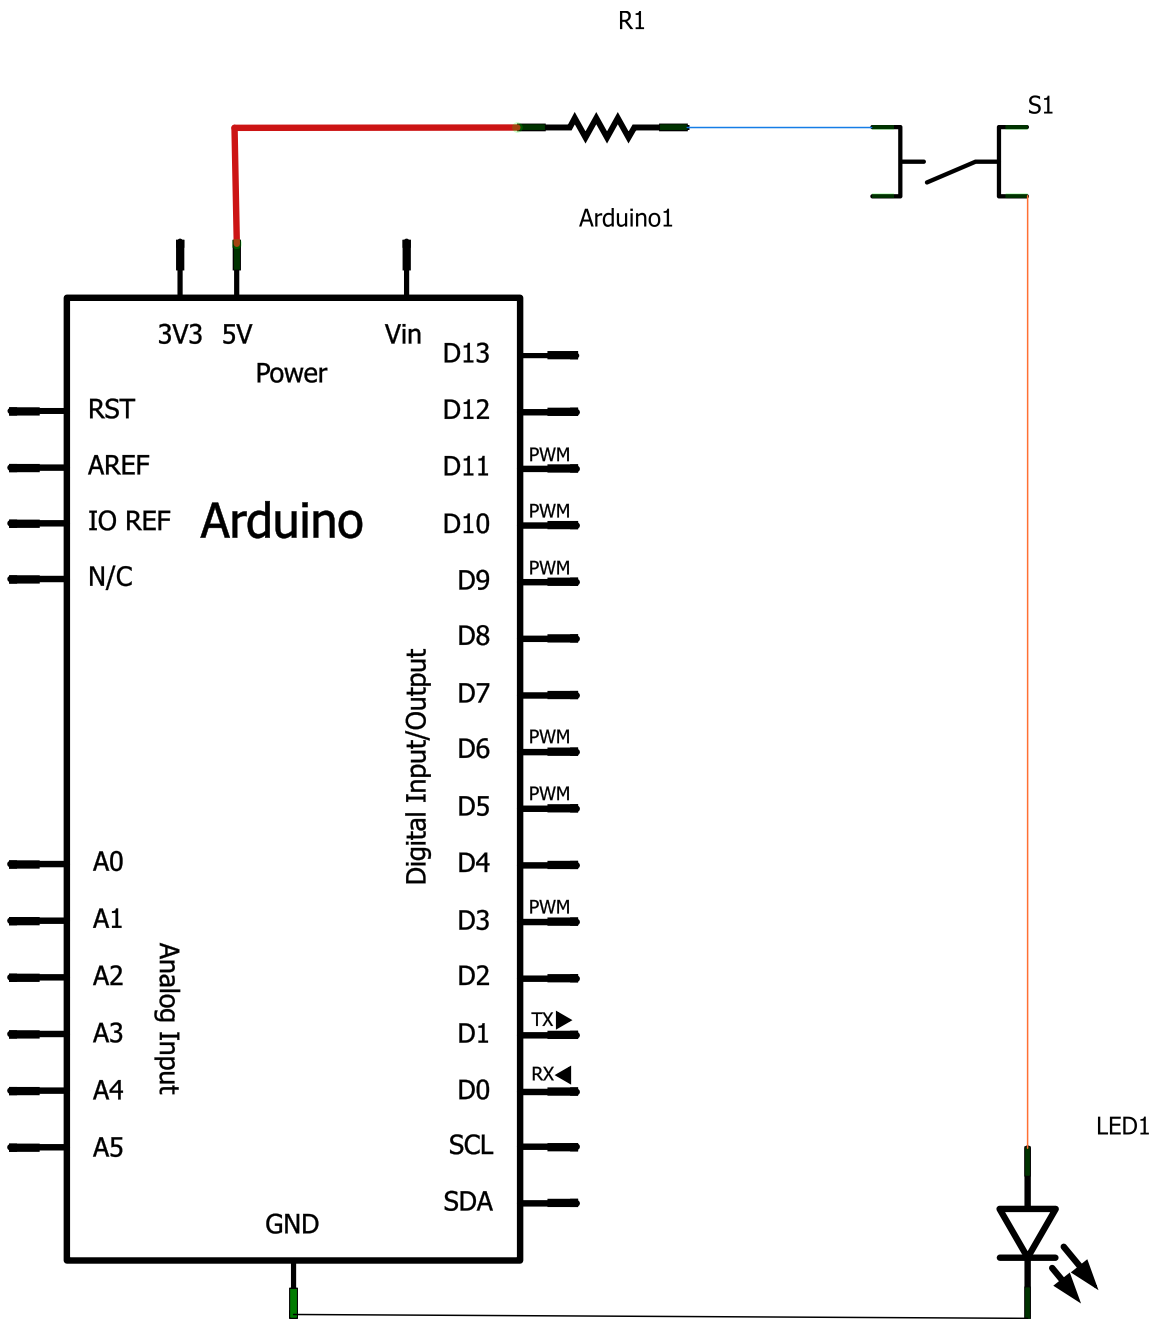 R1
S1
Arduino1
3V3 5V Vin
Power
D13
RST
D12
AREF
D11 PWM
IO REF
Arduino
D10 PWM
N/C
D9 PWM
D8
Digital Input/Output
D7
D6 PWM
D5 PWM
A0
D4
A1
D3 PWM
Analog Input
A2
D2
A3
D1 TX
A4
D0 RX
A5
SCL
LED1
SDA
GND